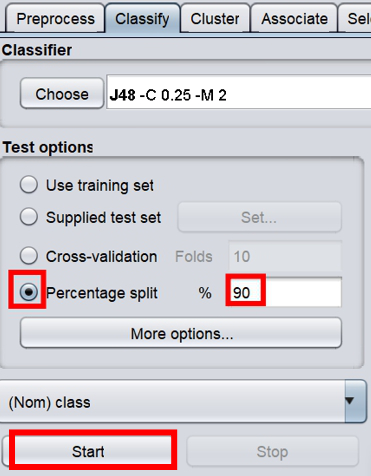 Preprocess Classify Cluster Associate Sel
Classifier
Choose J48 -C 0.25 -M 2
Test options
Use training set
Supplied test set Set...
Cross-validation Folds 10
Percentage split % 90
More options...
(Nom) class
Start Stop